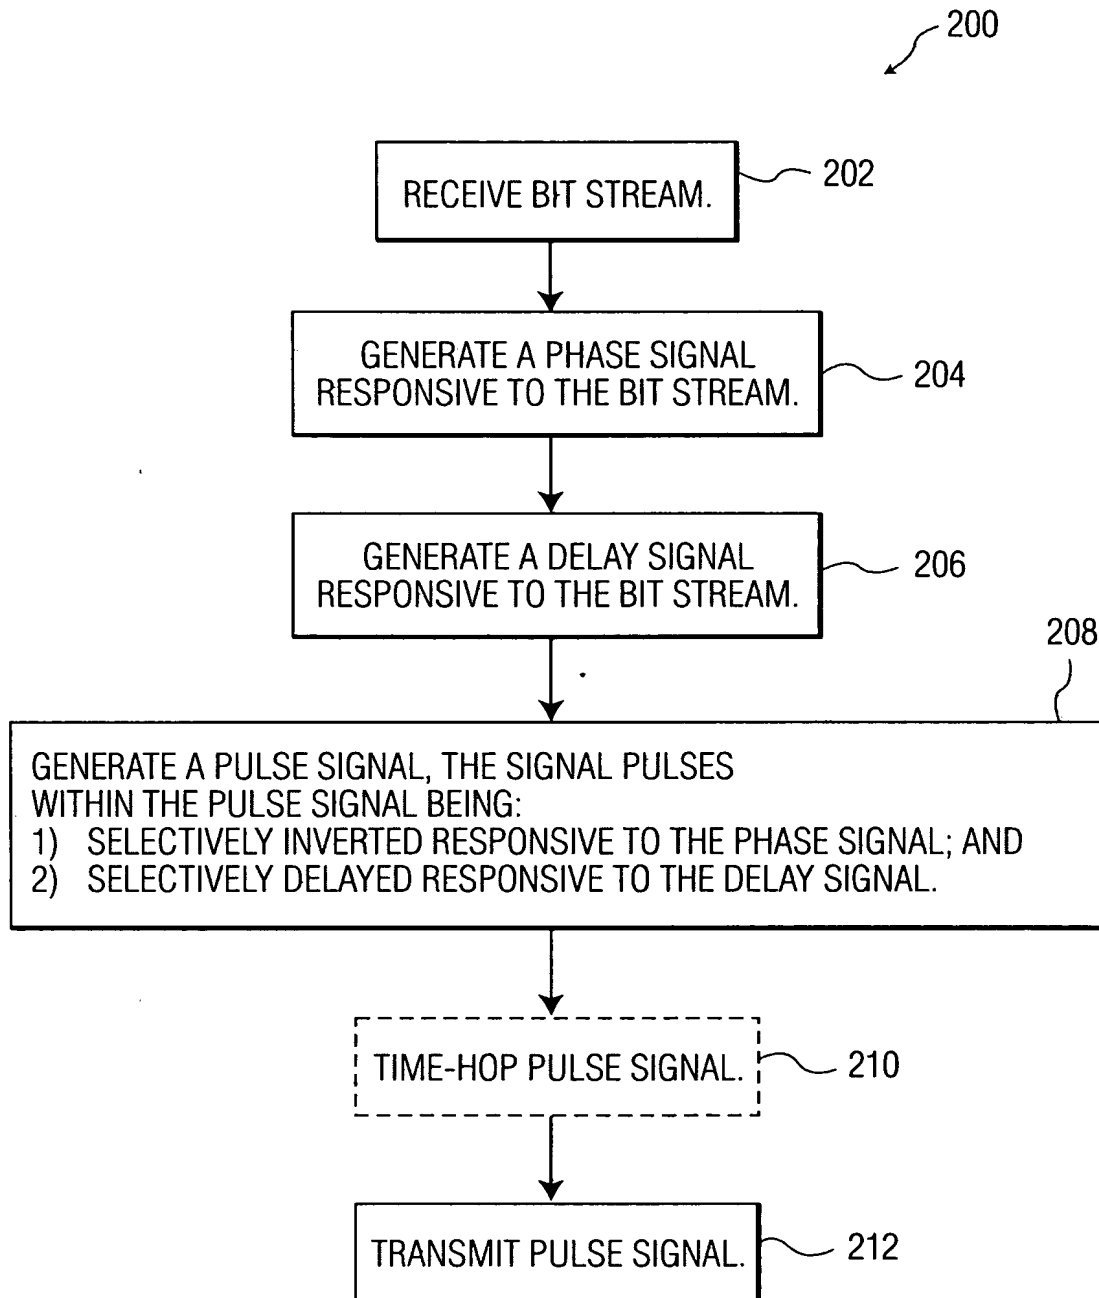 200
RECEIVE BIT STREAM.
202
GENERATE A PHASE SIGNAL
RESPONSIVE TO THE BIT STREAM.
204
GENERATE A DELAY SIGNAL
RESPONSIVE TO THE BIT STREAM.
206
208
GENERATE A PULSE SIGNAL, THE SIGNAL PULSES
WITHIN THE PULSE SIGNAL BEING:
1) SELECTIVELY INVERTED RESPONSIVE TO THE PHASE SIGNAL; AND
2) SELECTIVELY DELAYED RESPONSIVE TO THE DELAY SIGNAL.
TIME-HOP PULSE SIGNAL.
210
TRANSMIT PULSE SIGNAL.
212